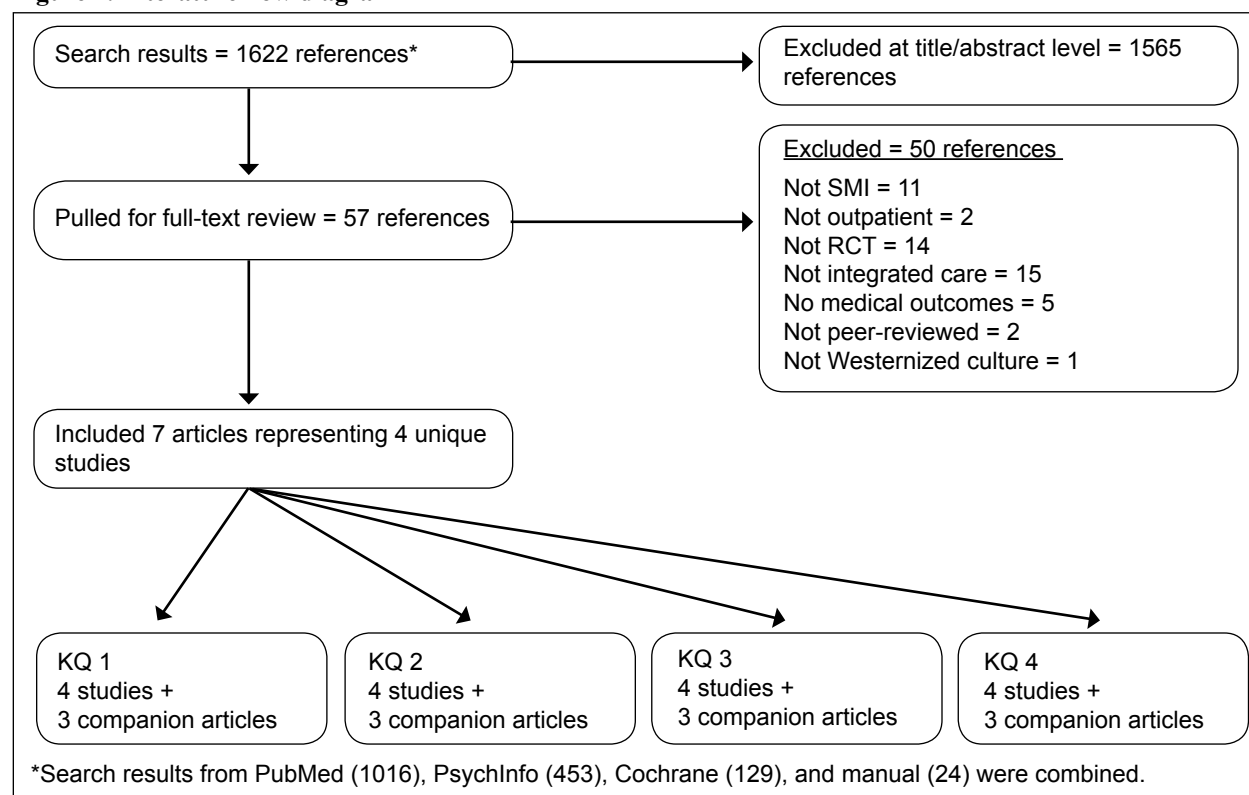 Search results = 1622 references*
Excluded at title/abstract level = 1565
references
Pulled for full-text review = 57 references
Excluded = 50 references
Not SMI = 11
Not outpatient = 2
Not RCT = 14
Not integrated care = 15
No medical outcomes = 5
Not peer-reviewed = 2
Not Westernized culture = 1
Included 7 articles representing 4 unique
studies
KQ 1
4 studies +
3 companion articles
KQ 2
4 studies +
3 companion articles
KQ 3
4 studies +
3 companion articles
KQ 4
4 studies +
3 companion articles
*Search results from PubMed (1016), PsychInfo (453), Cochrane (129), and manual (24) were combined.